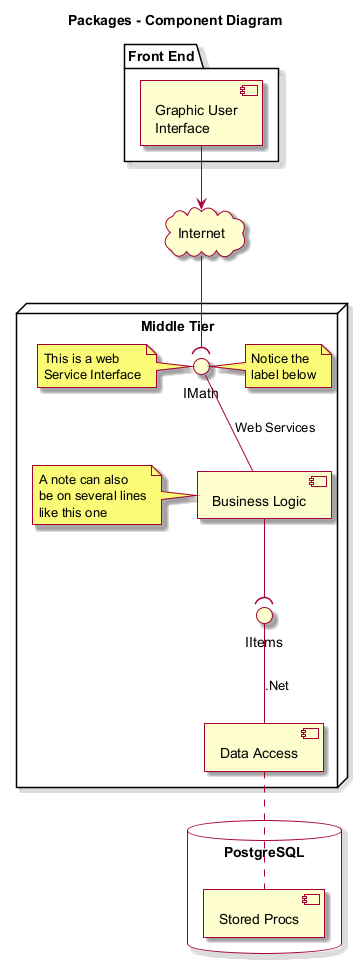 Packages - Component Diagram
Front End
Graphic User
Interface
Internet
Middle Tier
This is a web
Service Interface
Notice the
label below
IMath
Web Services
A note can also
be on several lines
like this one
Business Logic
IItems
.Net
Data Access
PostgreSQL
Stored Procs